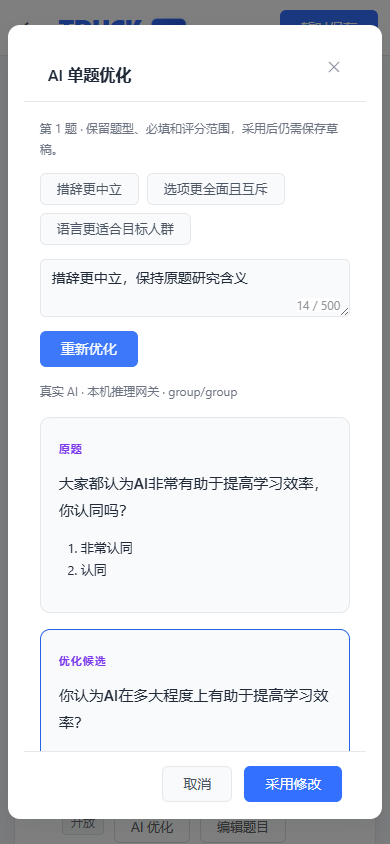 AI 单题优化
第 1 题 · 保留题型、必填和评分范围，采用后仍需保存草
稿。
措辞更中立
选项更全面且互斥
语言更适合目标人群
措辞更中立，保持原题研究含义
14 / 500
重新优化
真实 AI · 本机推理网关 · group/group
原题
大家都认为AI非常有助于提高学习效率，
你认同吗？
1. 非常认同
2. 认同
优化候选
你认为AI在多大程度上有助于提高学习效
率？
取消
采用修改
开放
AI 优化
编辑题目